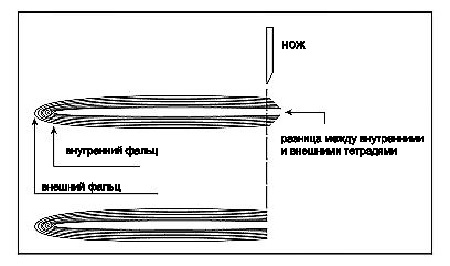 нож
разница между внутренними
и внешними тетрадями
внутренний фальц
внешний фальц